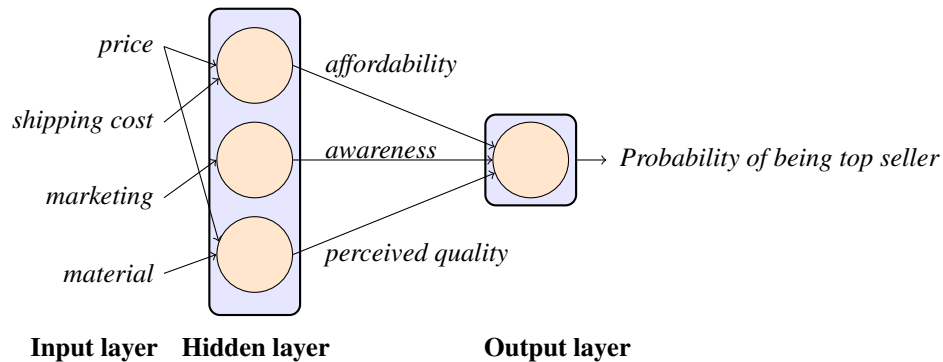 price
shipping cost
marketing
material
affordability
awareness
perceived quality
Probability of being top seller
Input layer
Hidden layer
Output layer